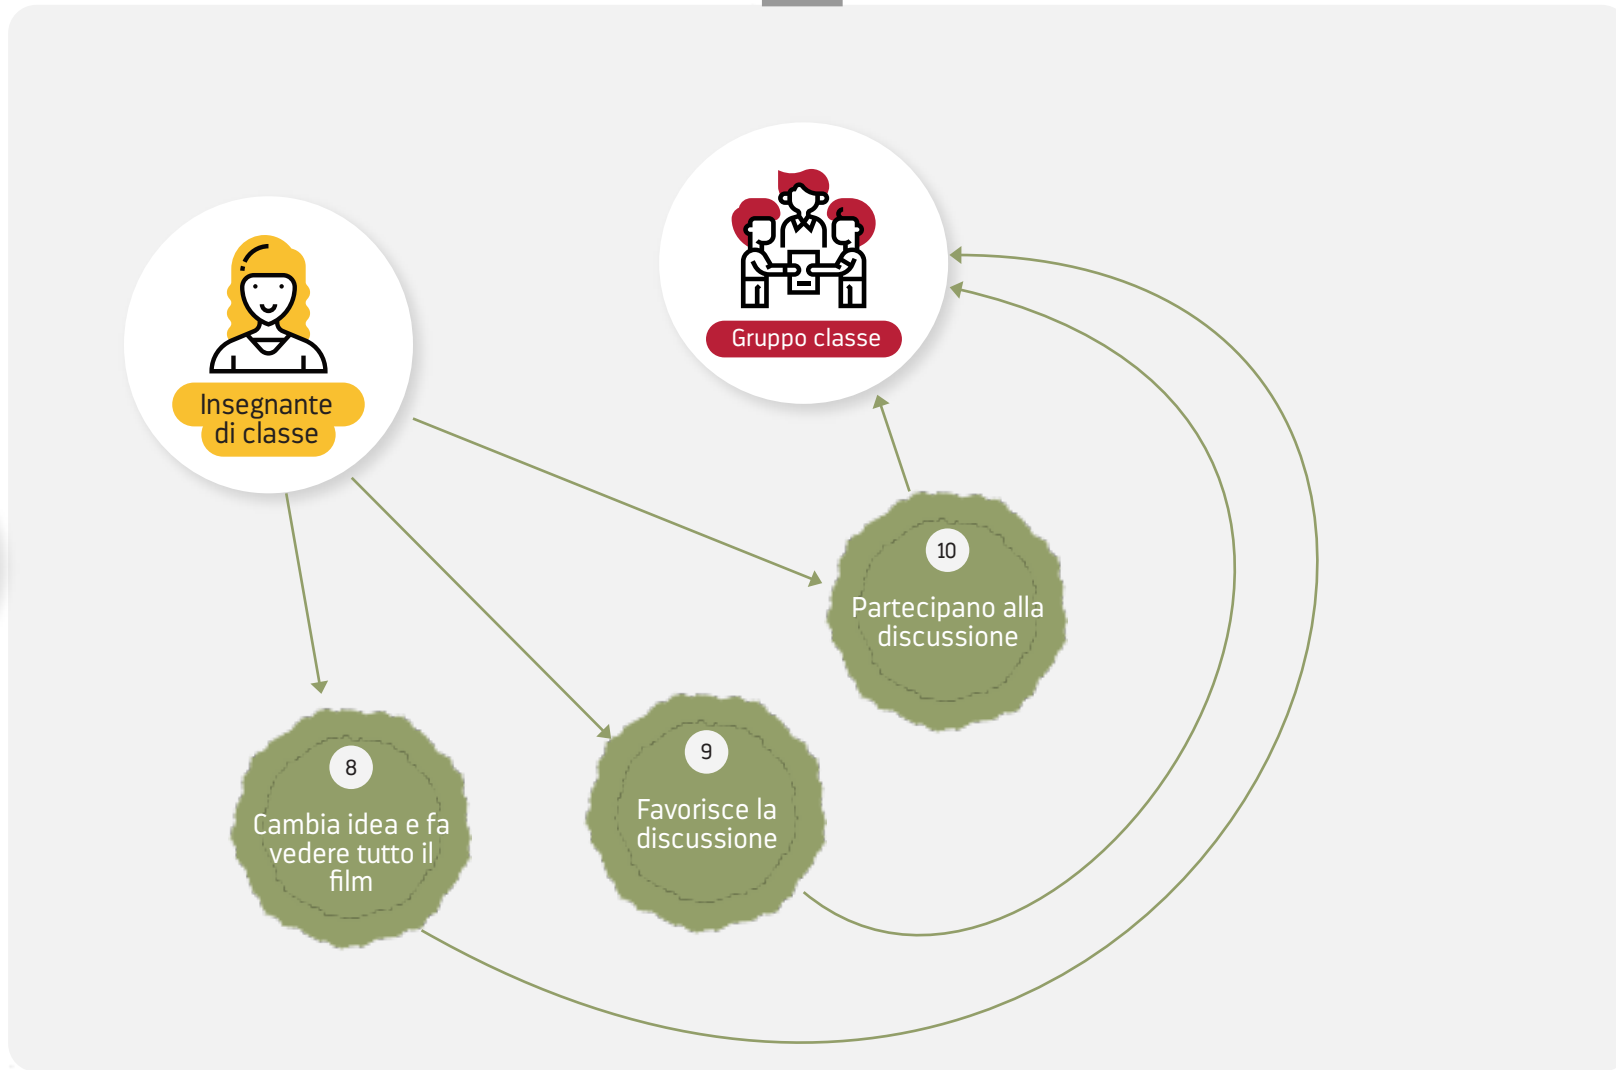 Gruppo classe
Insegnante
di classe
10
Partecipano alla
discussione
9
Favorisce la
discussione
8
Cambia idea e fa
vedere tutto il
film